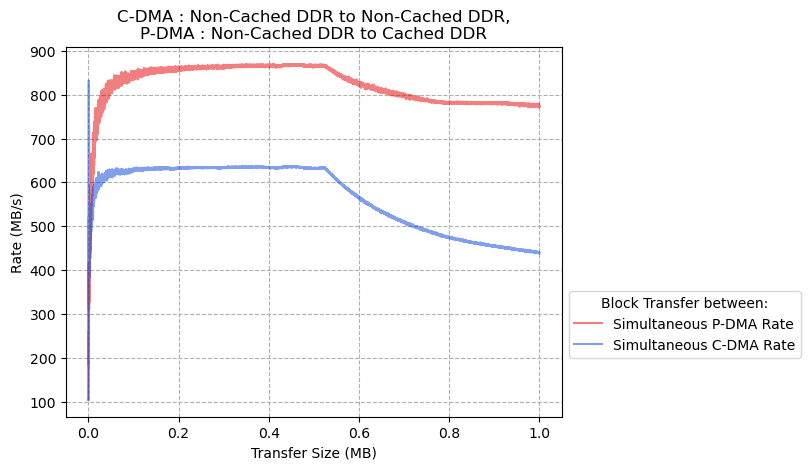 C-DMA : Non-Cached DDR to Non-Cached DDR,
P-DMA : Non-Cached DDR to Cached DDR
900
800
700
600
500
400
300
200
100
Rate (MB/s)
0.0 0.2 0.4 0.6 0.8 1.0
Transfer Size (MB)
Block Transfer between:
Simultaneous P-DMA Rate
Simultaneous C-DMA Rate